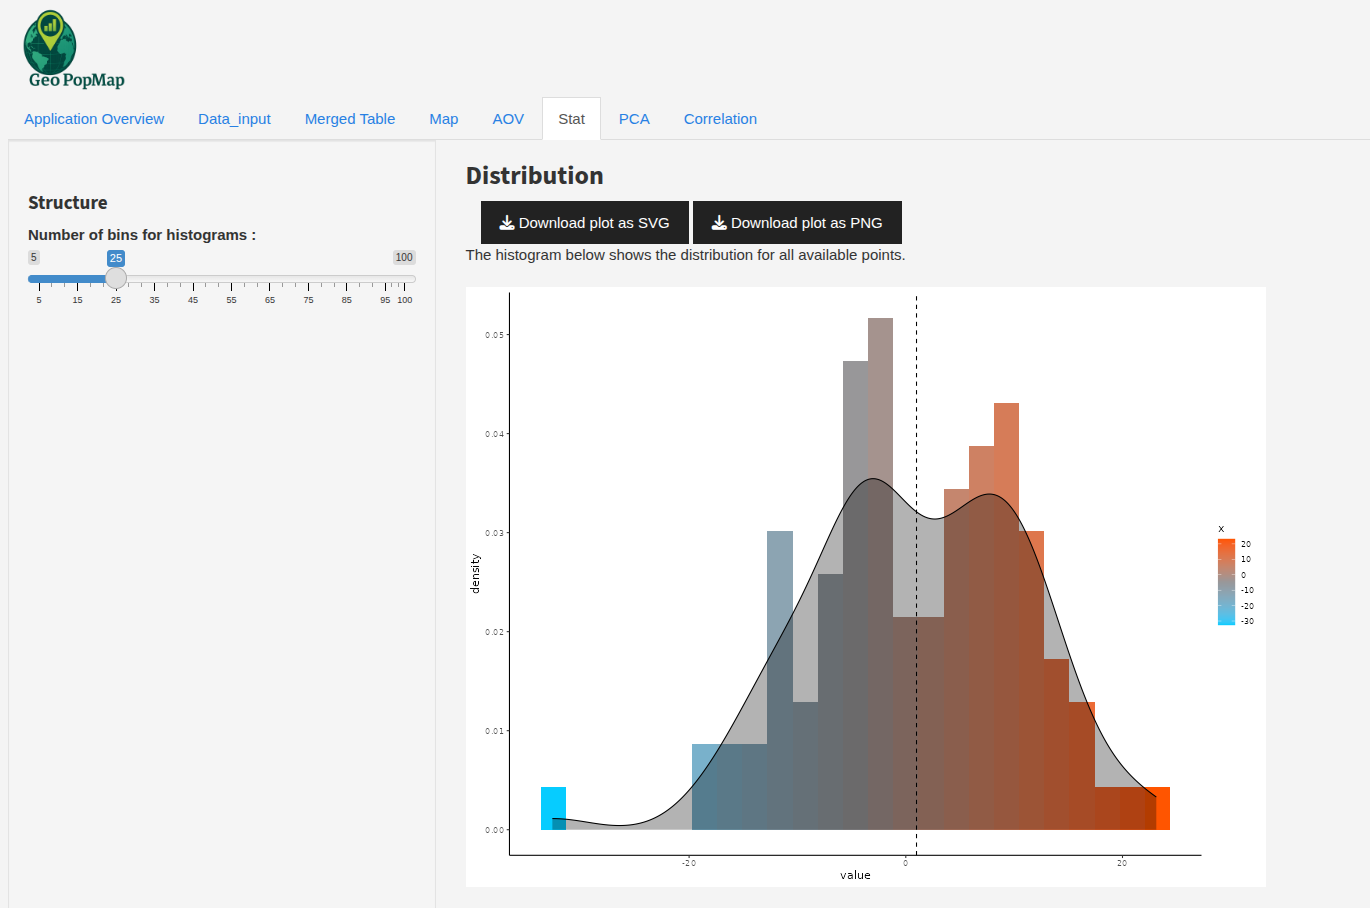 Geo PopMap
Application Overview Data_input Merged Table Map AOV Stat PCA Correlation
Structure
Number of bins for histograms :
5 25 100
5 15 25 35 45 55 65 75 85 95 100
Distribution
Download plot as SVG Download plot as PNG
The histogram below shows the distribution for all available points.
0.05
0.04
0.03
0.02
0.01
0.00
density
-20 0 20
value
x
20
10
0
-10
-20
-30